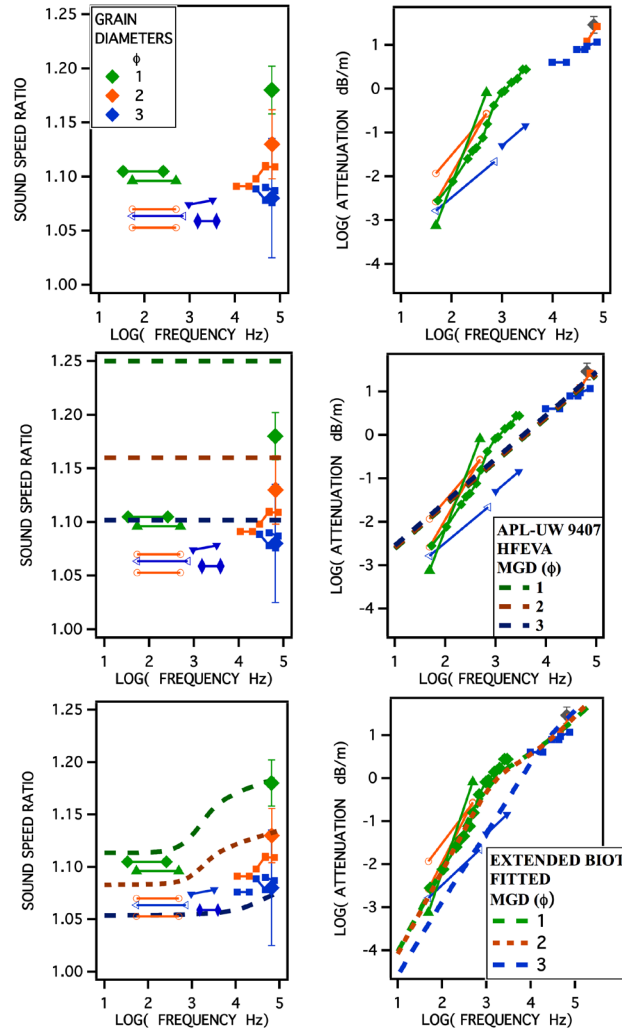 GRAIN
DIAMETERS
ϕ
1
2
3
SOUND SPEED RATIO
1.25
1.20
1.15
1.10
1.05
1.00
1 2 3 4 5
LOG( FREQUENCY Hz)
LOG( ATTENUATION dB/m)
1
0
-1
-2
-3
-4
1 2 3 4 5
LOG( FREQUENCY Hz)
SOUND SPEED RATIO
1.25
1.20
1.15
1.10
1.05
1.00
1 2 3 4 5
LOG( FREQUENCY Hz)
LOG( ATTENUATION dB/m)
1
0
-1
-2
-3
-4
APL-UW 9407
HFEVA
MGD (ϕ)
1
2
3
1 2 3 4 5
LOG( FREQUENCY Hz)
SOUND SPEED RATIO
1.25
1.20
1.15
1.10
1.05
1.00
1 2 3 4 5
LOG( FREQUENCY Hz)
LOG( ATTENUATION dB/m)
1
0
-1
-2
-3
-4
EXTENDED BIOT
FITTED
MGD (ϕ)
1
2
3
1 2 3 4 5
LOG( FREQUENCY Hz)